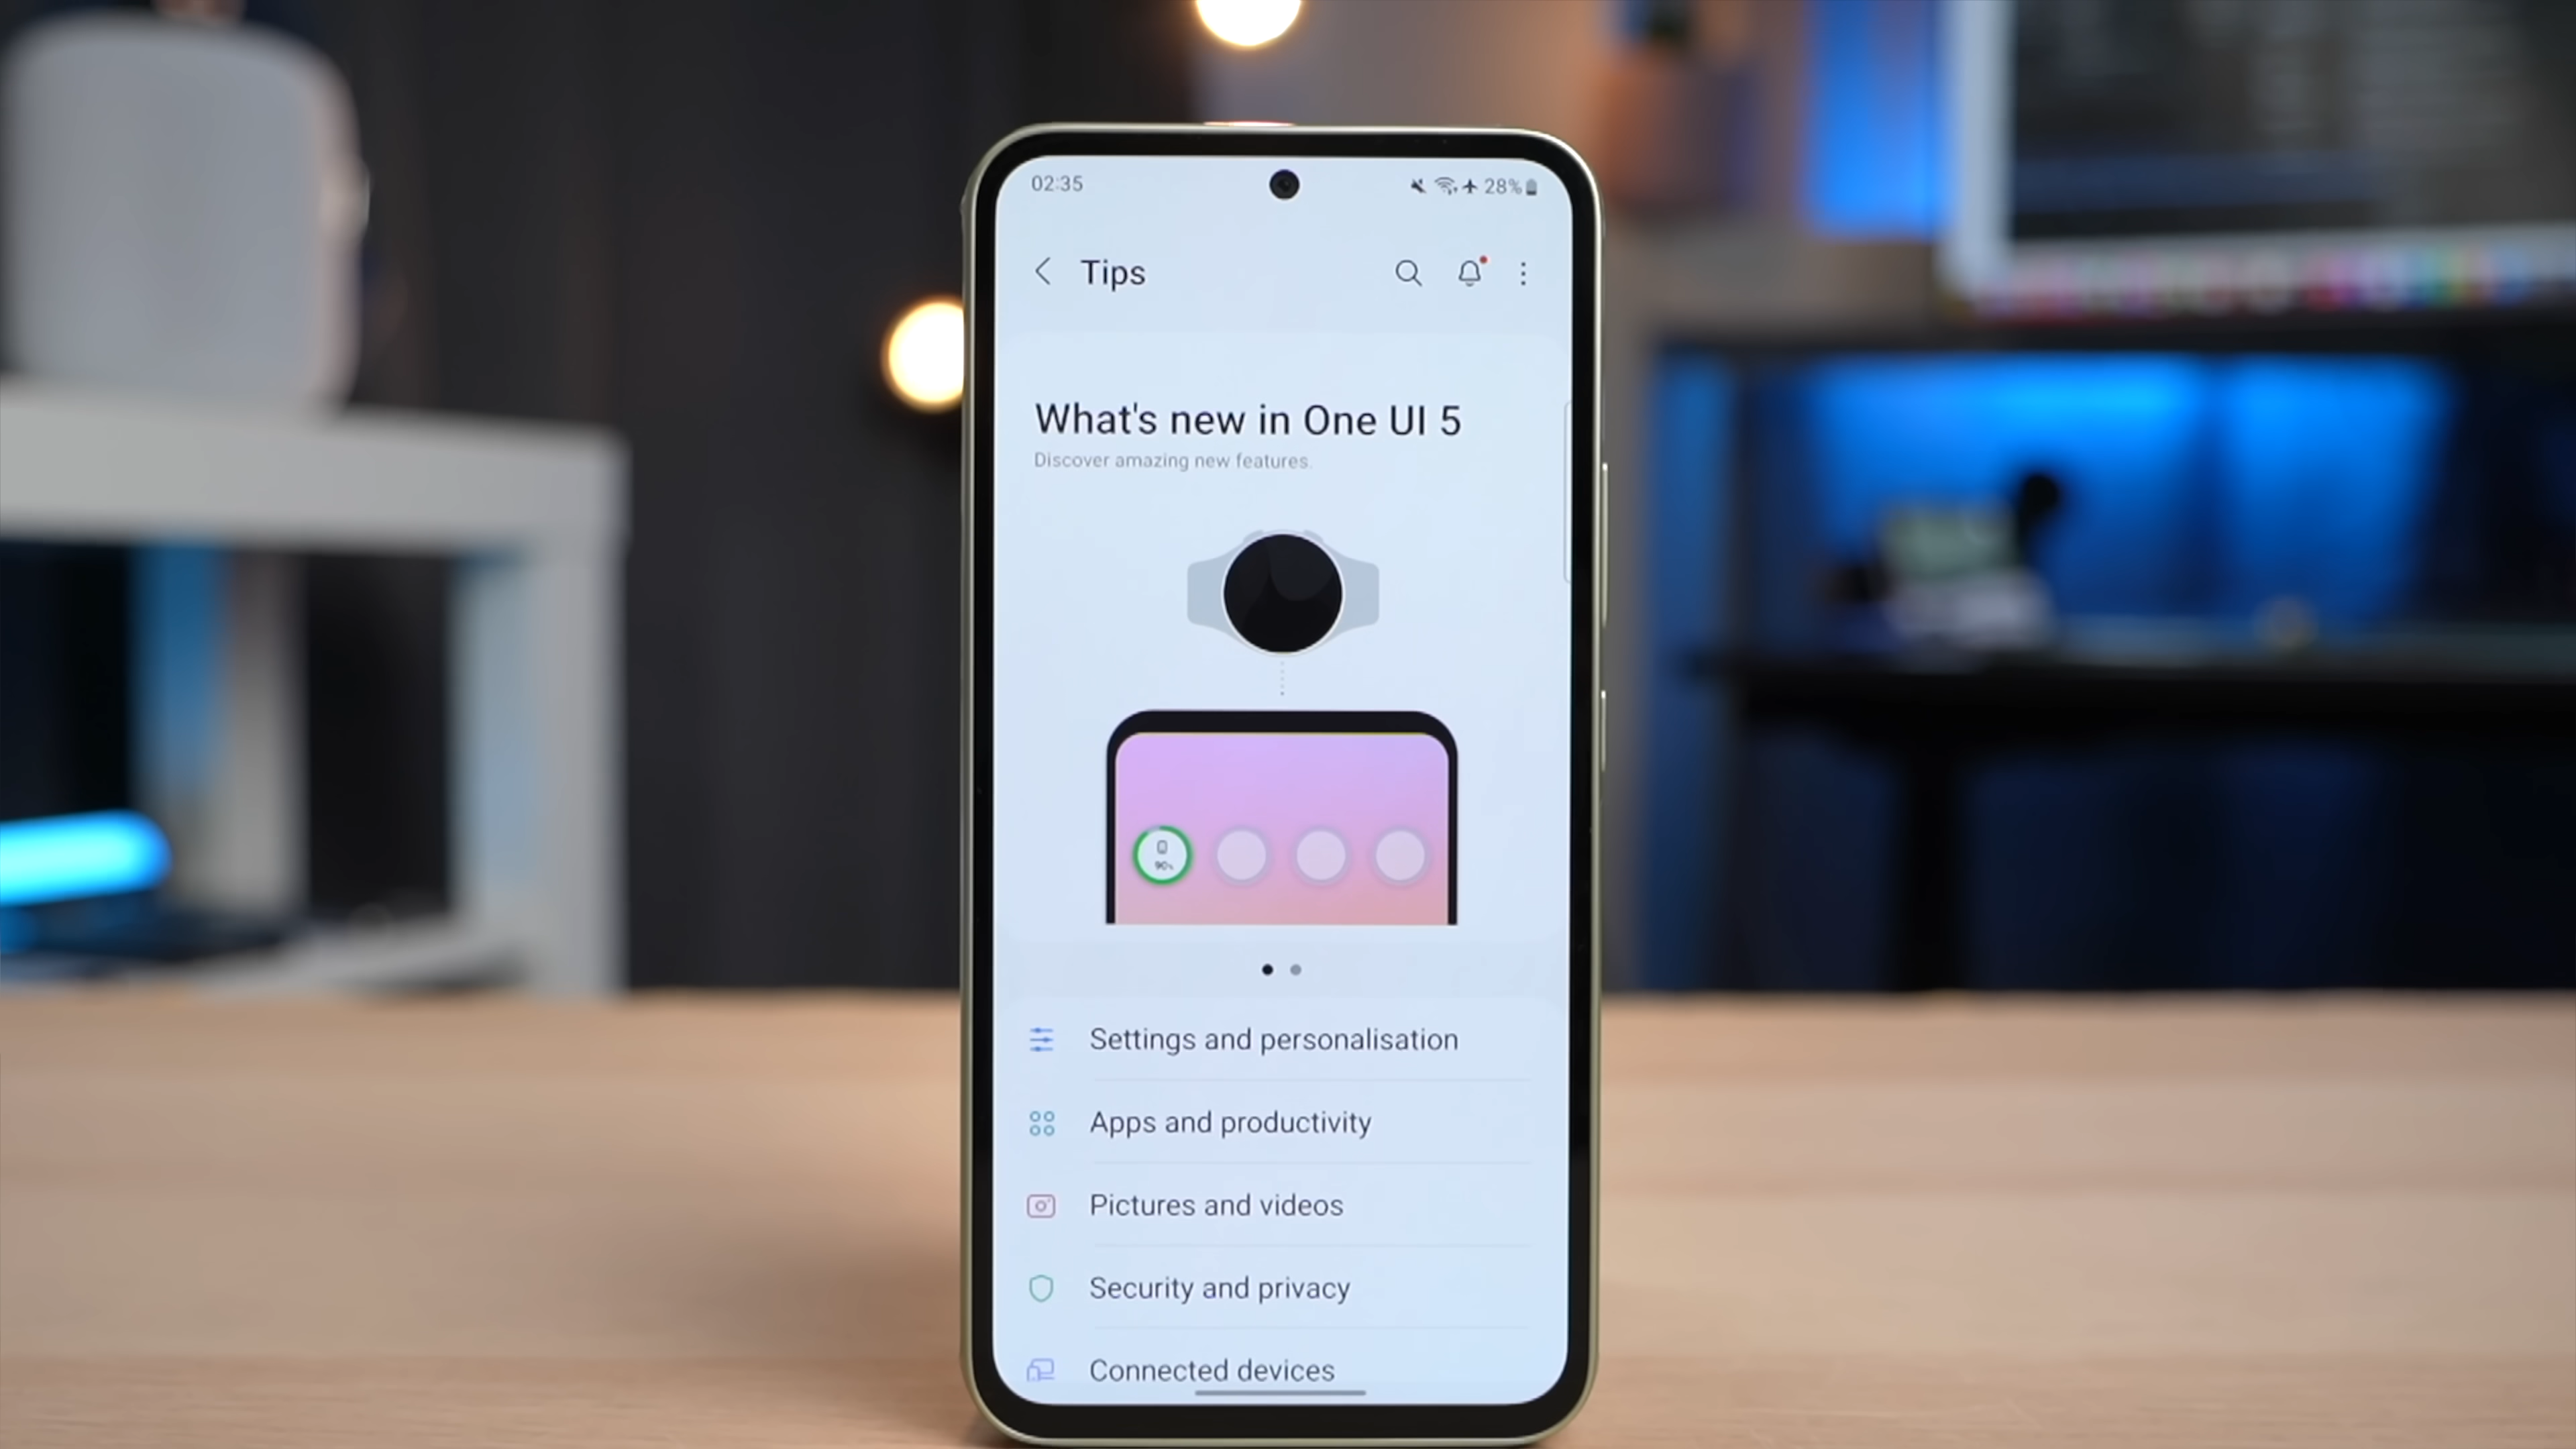 02:35
28%
Tips
What's new in One UI 5
Discover amazing new features.
90%
Settings and personalisation
Apps and productivity
Pictures and videos
Security and privacy
Connected devices